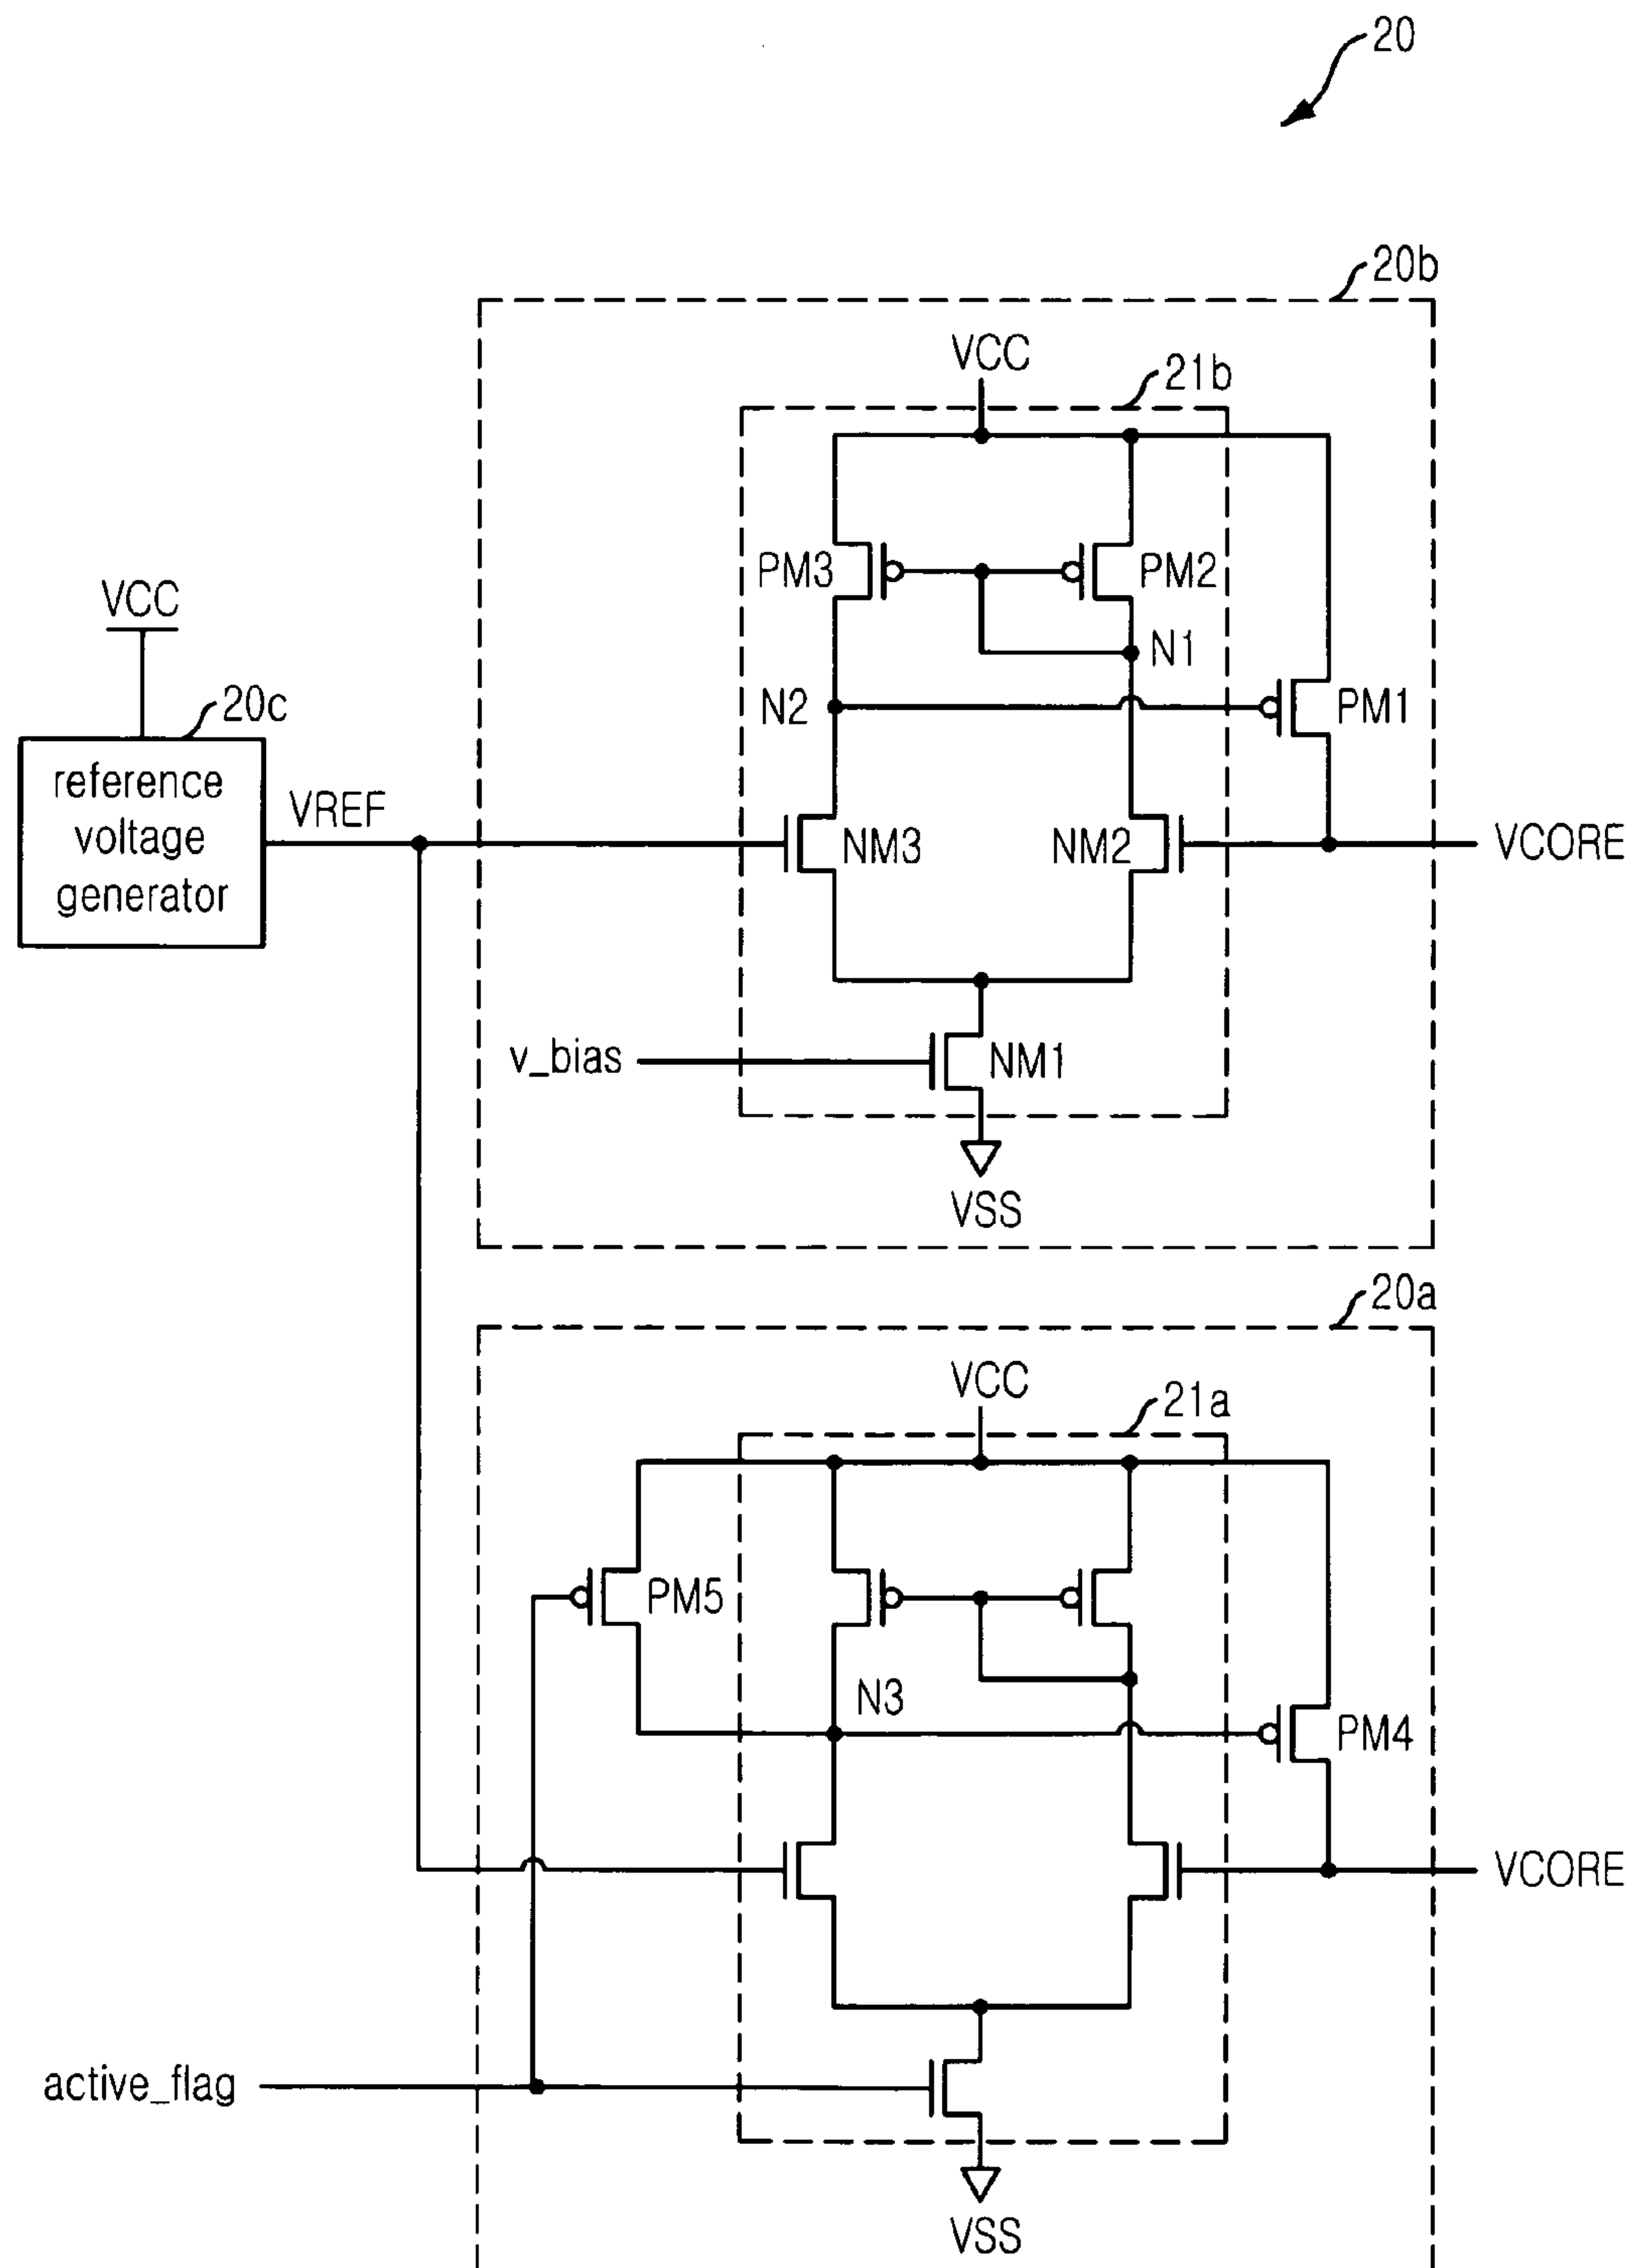 20
20b
VCC
21b
PM3
PM2
VCC
N1
20c
N2
PM1
reference
voltage
generator
VREF
NM3
NM2
VCORE
v_bias
NM1
VSS
20a
VCC
21a
PM5
N3
PM4
VCORE
active_flag
VSS